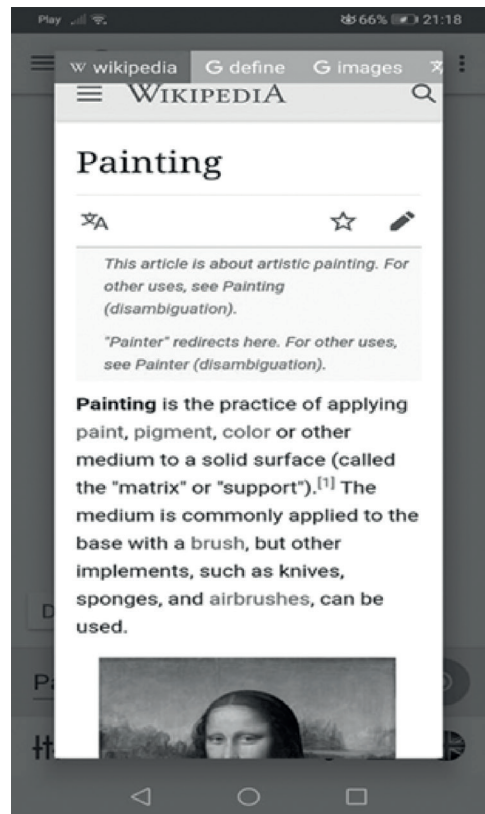 Play 66% 21:18
W wikipedia G define G images
WIKIPEDIA
Painting
This article is about artistic painting. For
other uses, see Painting
(disambiguation).
"Painter" redirects here. For other uses,
see Painter (disambiguation).
Painting is the practice of applying
paint, pigment, color or other
medium to a solid surface (called
the "matrix" or "support").[1] The
medium is commonly applied to the
base with a brush, but other
implements, such as knives,
sponges, and airbrushes, can be
used.
D